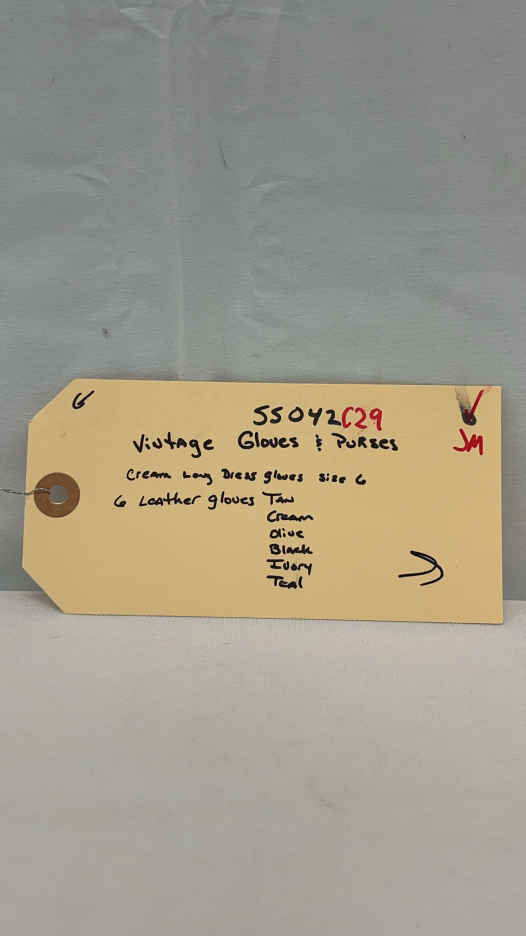 55042C29
Vintage Gloves & Purses
JM
Cream Long Dress gloves size 6
6 Leather gloves Tan
Cream
Olive
Black
Ivory
Teal